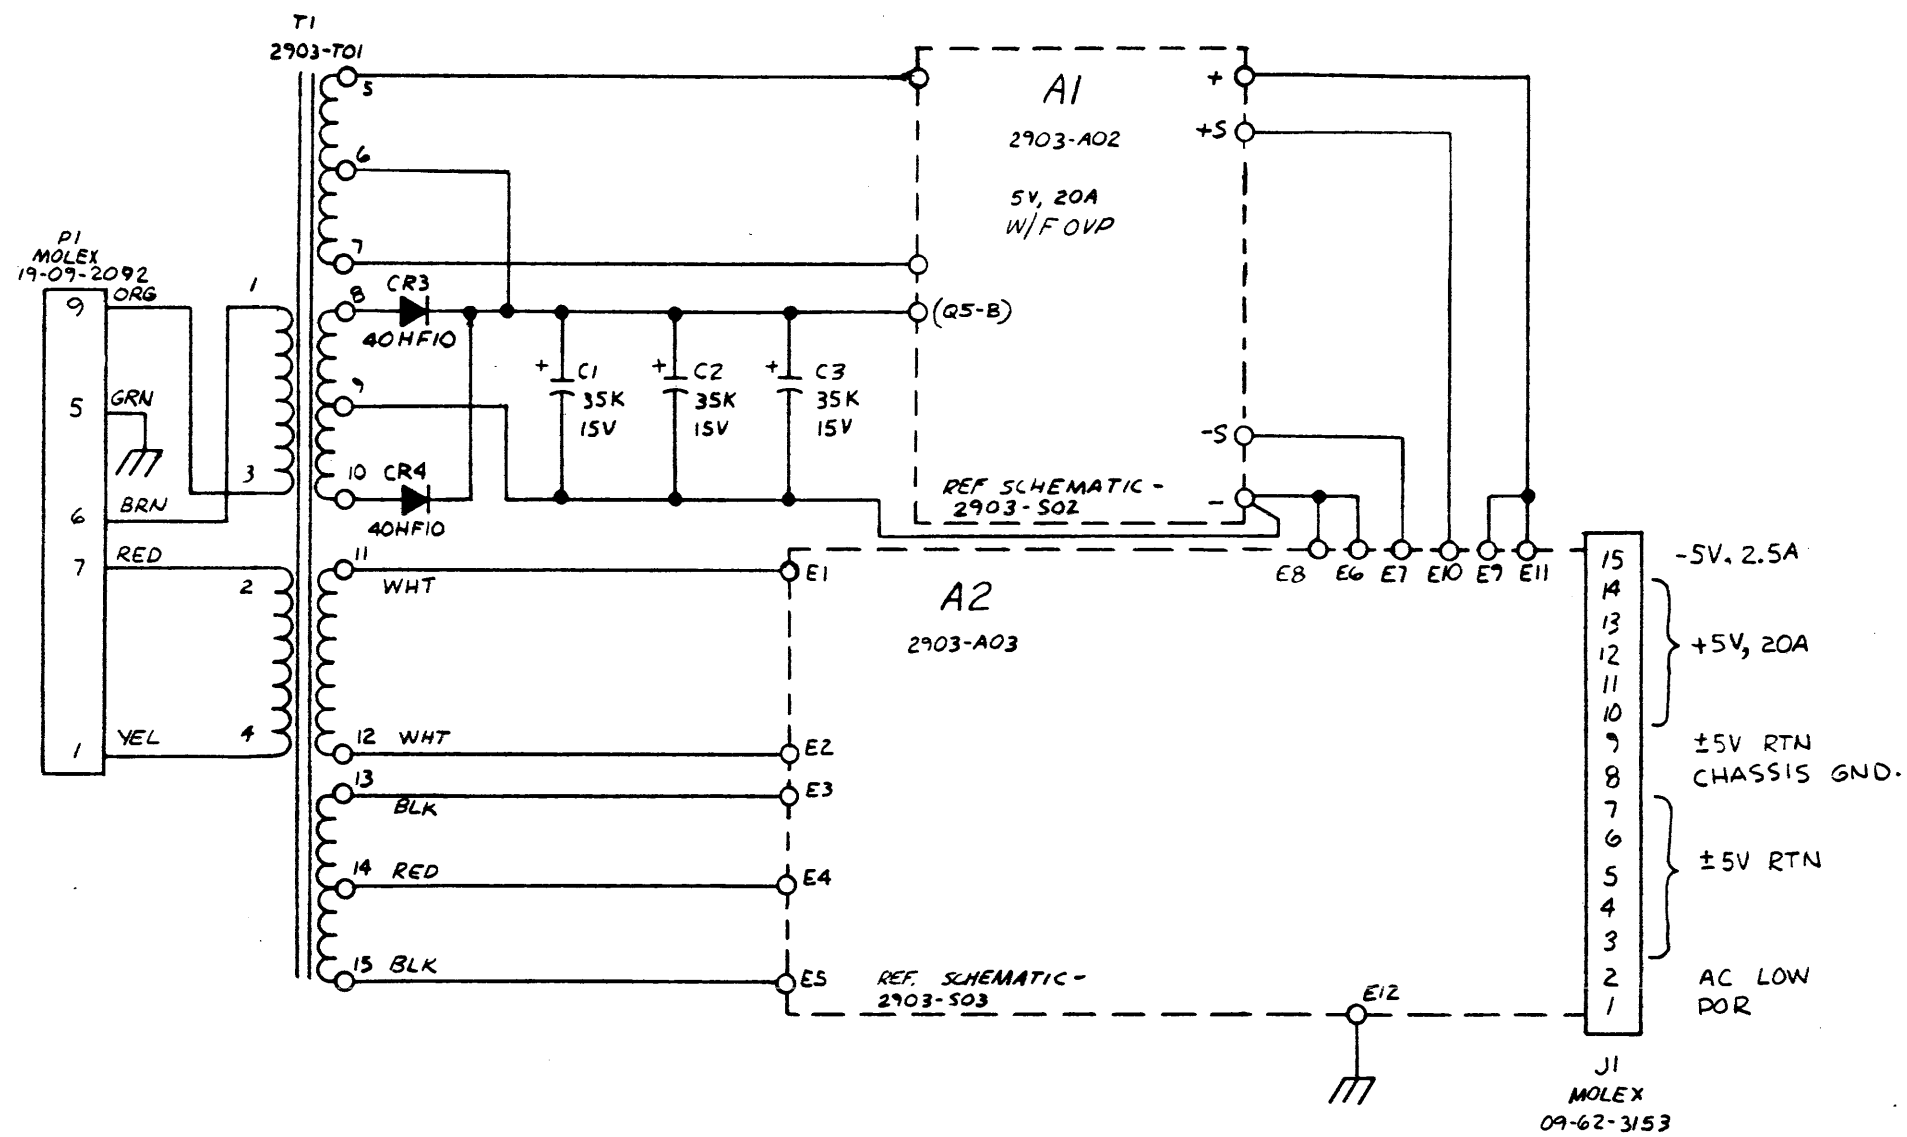 T1
2903-T01
5
6
7
8
9
10
11
12
13
14
15
P1
MOLEX
19-09-2092
9 ORG
5 GRN
6 BRN
7 RED
1 YEL
1
3
2
4
CR3
40HF10
CR4
40HF10
+ C1
35K
15V
+ C2
35K
15V
+ C3
35K
15V
WHT
WHT
BLK
RED
BLK
A1
2903-A02
5V, 20A
W/F OVP
(Q5-B)
+
+S
-S
-
REF SCHEMATIC -
2903-S02
E8 E6 E7 E10 E9 E11
E1
E2
E3
E4
E5
A2
2903-A03
REF. SCHEMATIC -
2903-S03
E12
15 -5V. 2.5A
14
13
12 +5V, 20A
11
10
9 ±5V RTN
8 CHASSIS GND.
7
6
5 ±5V RTN
4
3
2 AC LOW
1 POR
J1
MOLEX
09-62-3153